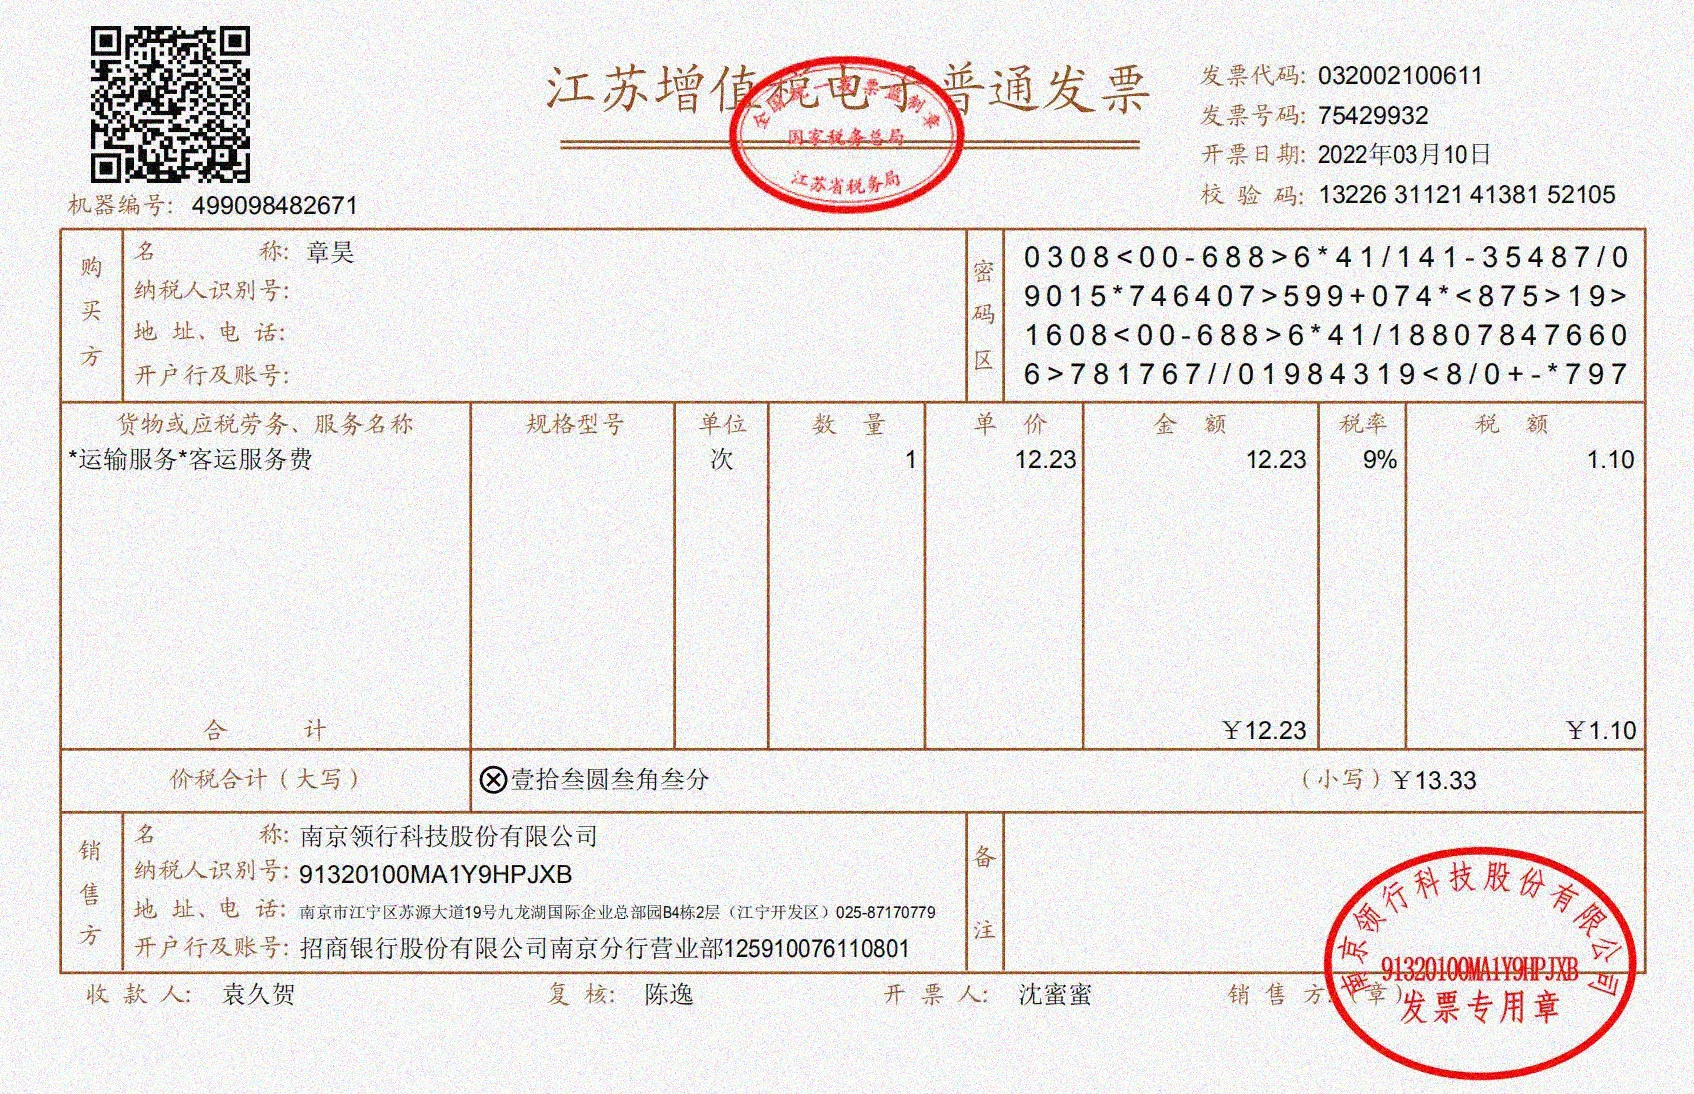 江苏增值税电子普通发票
全国统一发票监制章
国家税务总局
江苏省税务局
发票代码: 032002100611
发票号码: 75429932
开票日期: 2022年03月10日
校 验 码: 13226 31121 41381 52105
机器编号: 499098482671
购买方
名 称: 章昊
纳税人识别号:
地 址、电 话:
开户行及账号:
密码区
0308<00-688>6*41/141-35487/0
9015*746407>599+074*<875>19>
1608<00-688>6*41/18807847660
6>781767//01984319<8/0+-*797
货物或应税劳务、服务名称 规格型号 单位 数 量 单 价 金 额 税率 税 额
*运输服务*客运服务费 次 1 12.23 12.23 9% 1.10
合 计 ￥12.23 ￥1.10
价税合计（大写） ⊗壹拾叁圆叁角叁分 （小写）￥13.33
销售方
名 称: 南京领行科技股份有限公司
纳税人识别号: 91320100MA1Y9HPJXB
地 址、电 话: 南京市江宁区苏源大道19号九龙湖国际企业总部园B4栋2层（江宁开发区）025-87170779
开户行及账号: 招商银行股份有限公司南京分行营业部125910076110801
备注
收 款 人: 袁久贺 复 核: 陈逸 开 票 人: 沈蜜蜜 销 售 方:（章）
南京领行科技股份有限公司
91320100MA1Y9HPJXB
发票专用章